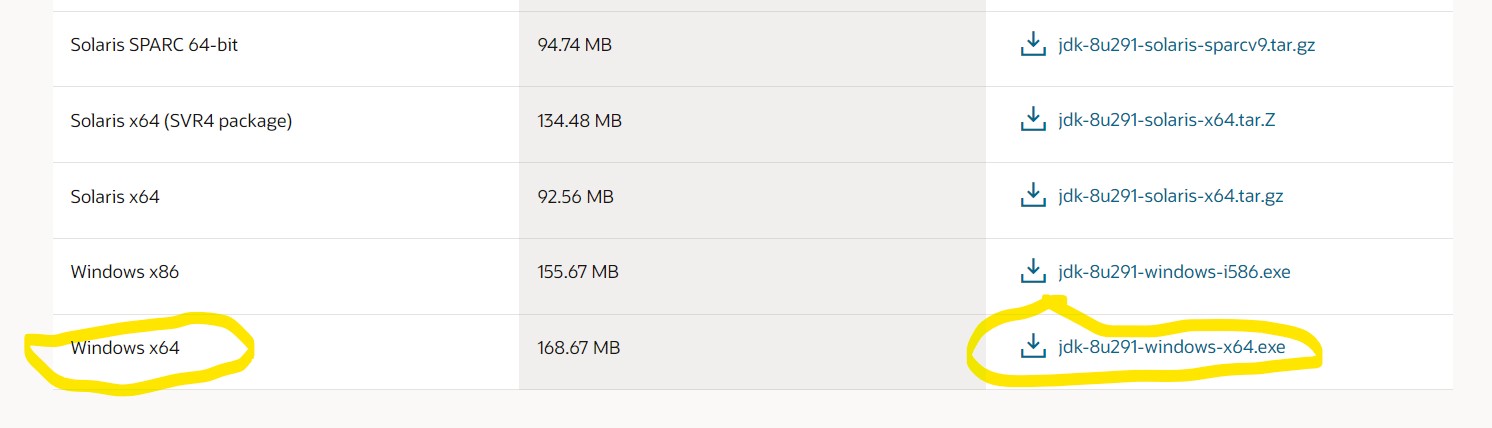 Solaris SPARC 64-bit 94.74 MB jdk-8u291-solaris-sparcv9.tar.gz
Solaris x64 (SVR4 package) 134.48 MB jdk-8u291-solaris-x64.tar.Z
Solaris x64 92.56 MB jdk-8u291-solaris-x64.tar.gz
Windows x86 155.67 MB jdk-8u291-windows-i586.exe
Windows x64 168.67 MB jdk-8u291-windows-x64.exe